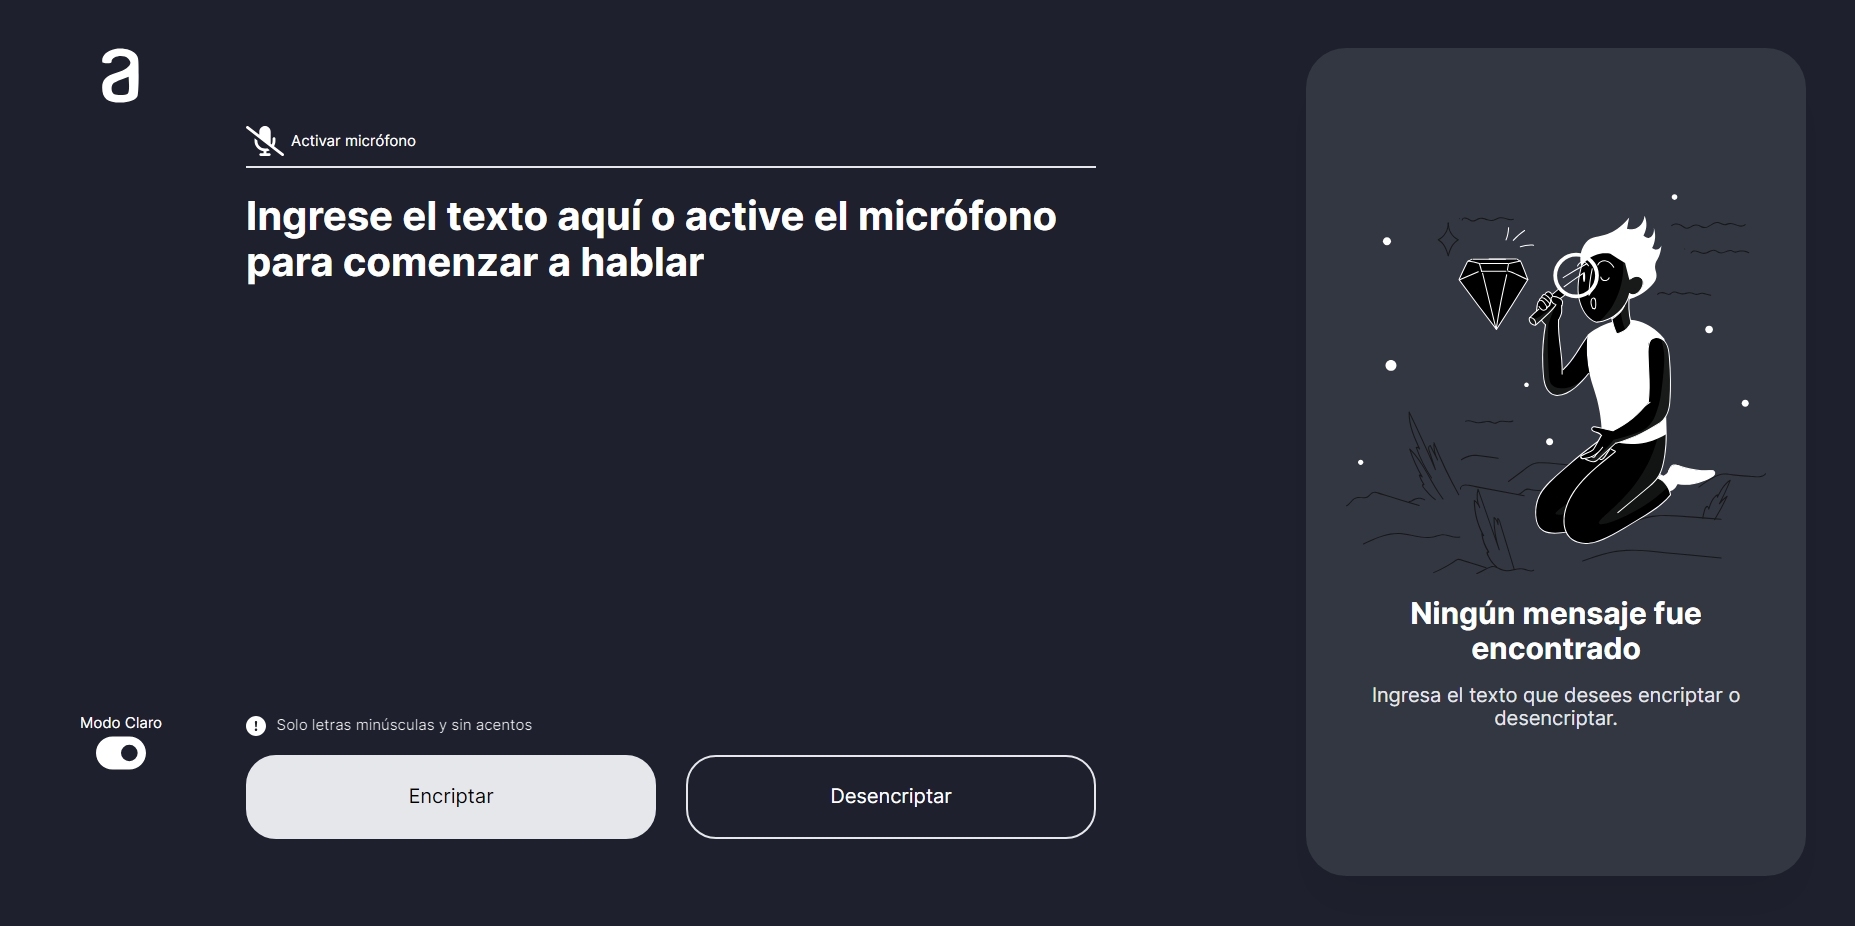 a
Activar micrófono
Ingrese el texto aquí o active el micrófono
para comenzar a hablar
Modo Claro
! Solo letras minúsculas y sin acentos
Encriptar
Desencriptar
Ningún mensaje fue
encontrado
Ingresa el texto que desees encriptar o
desencriptar.